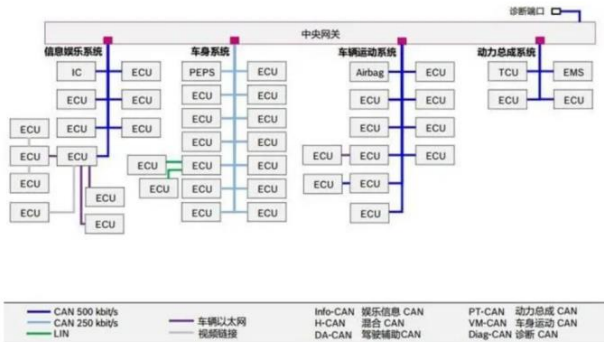 诊断端口
中央网关
信息娱乐系统 车身系统 车辆运动系统 动力总成系统
IC ECU PEPS ECU Airbag ECU TCU EMS
ECU ECU ECU ECU ECU ECU ECU ECU
ECU ECU ECU ECU ECU ECU
ECU
ECU ECU
ECU ECU ECU ECU ECU ECU ECU ECU
ECU ECU ECU ECU ECU ECU
ECU
ECU ECU ECU ECU
ECU
CAN 500 kbit/s
CAN 250 kbit/s
LIN
车辆以太网
视频链接
Info-CAN 娱乐信息 CAN
H-CAN 混合 CAN
DA-CAN 驾驶辅助CAN
PT-CAN 动力总成 CAN
VM-CAN 车身运动 CAN
Diag-CAN 诊断 CAN